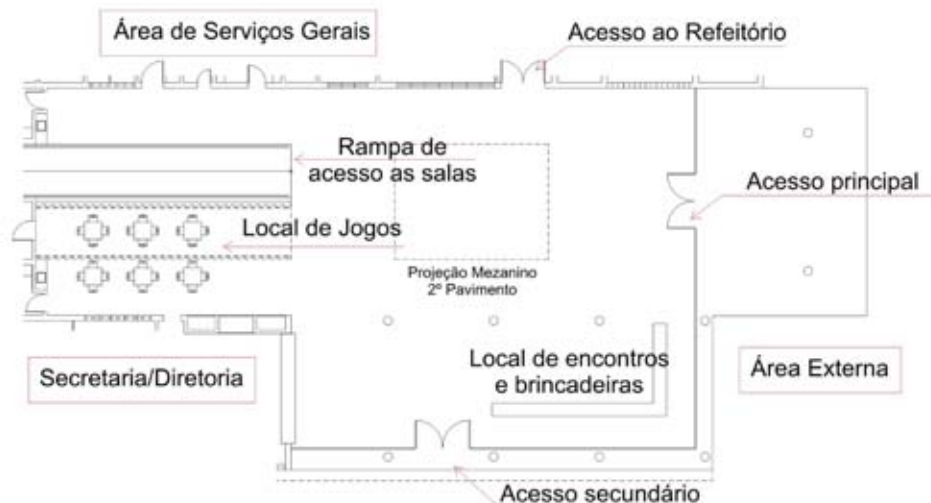 Área de Serviços Gerais
Acesso ao Refeitório
Rampa de
acesso as salas
Acesso principal
Local de Jogos
Projeção Mezanino
2º Pavimento
Secretaria/Diretoria
Local de encontros
e brincadeiras
Área Externa
Acesso secundário